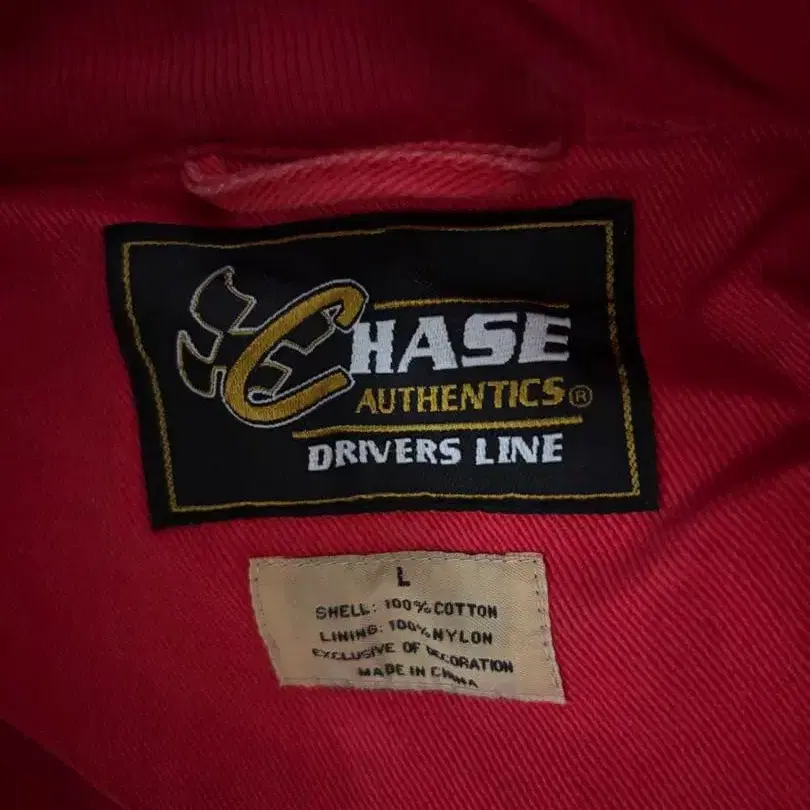 CHASE
AUTHENTICS®
DRIVERS LINE
L
SHELL: 100% COTTON
LINING: 100% NYLON
EXCLUSIVE OF DECORATION
MADE IN CHINA